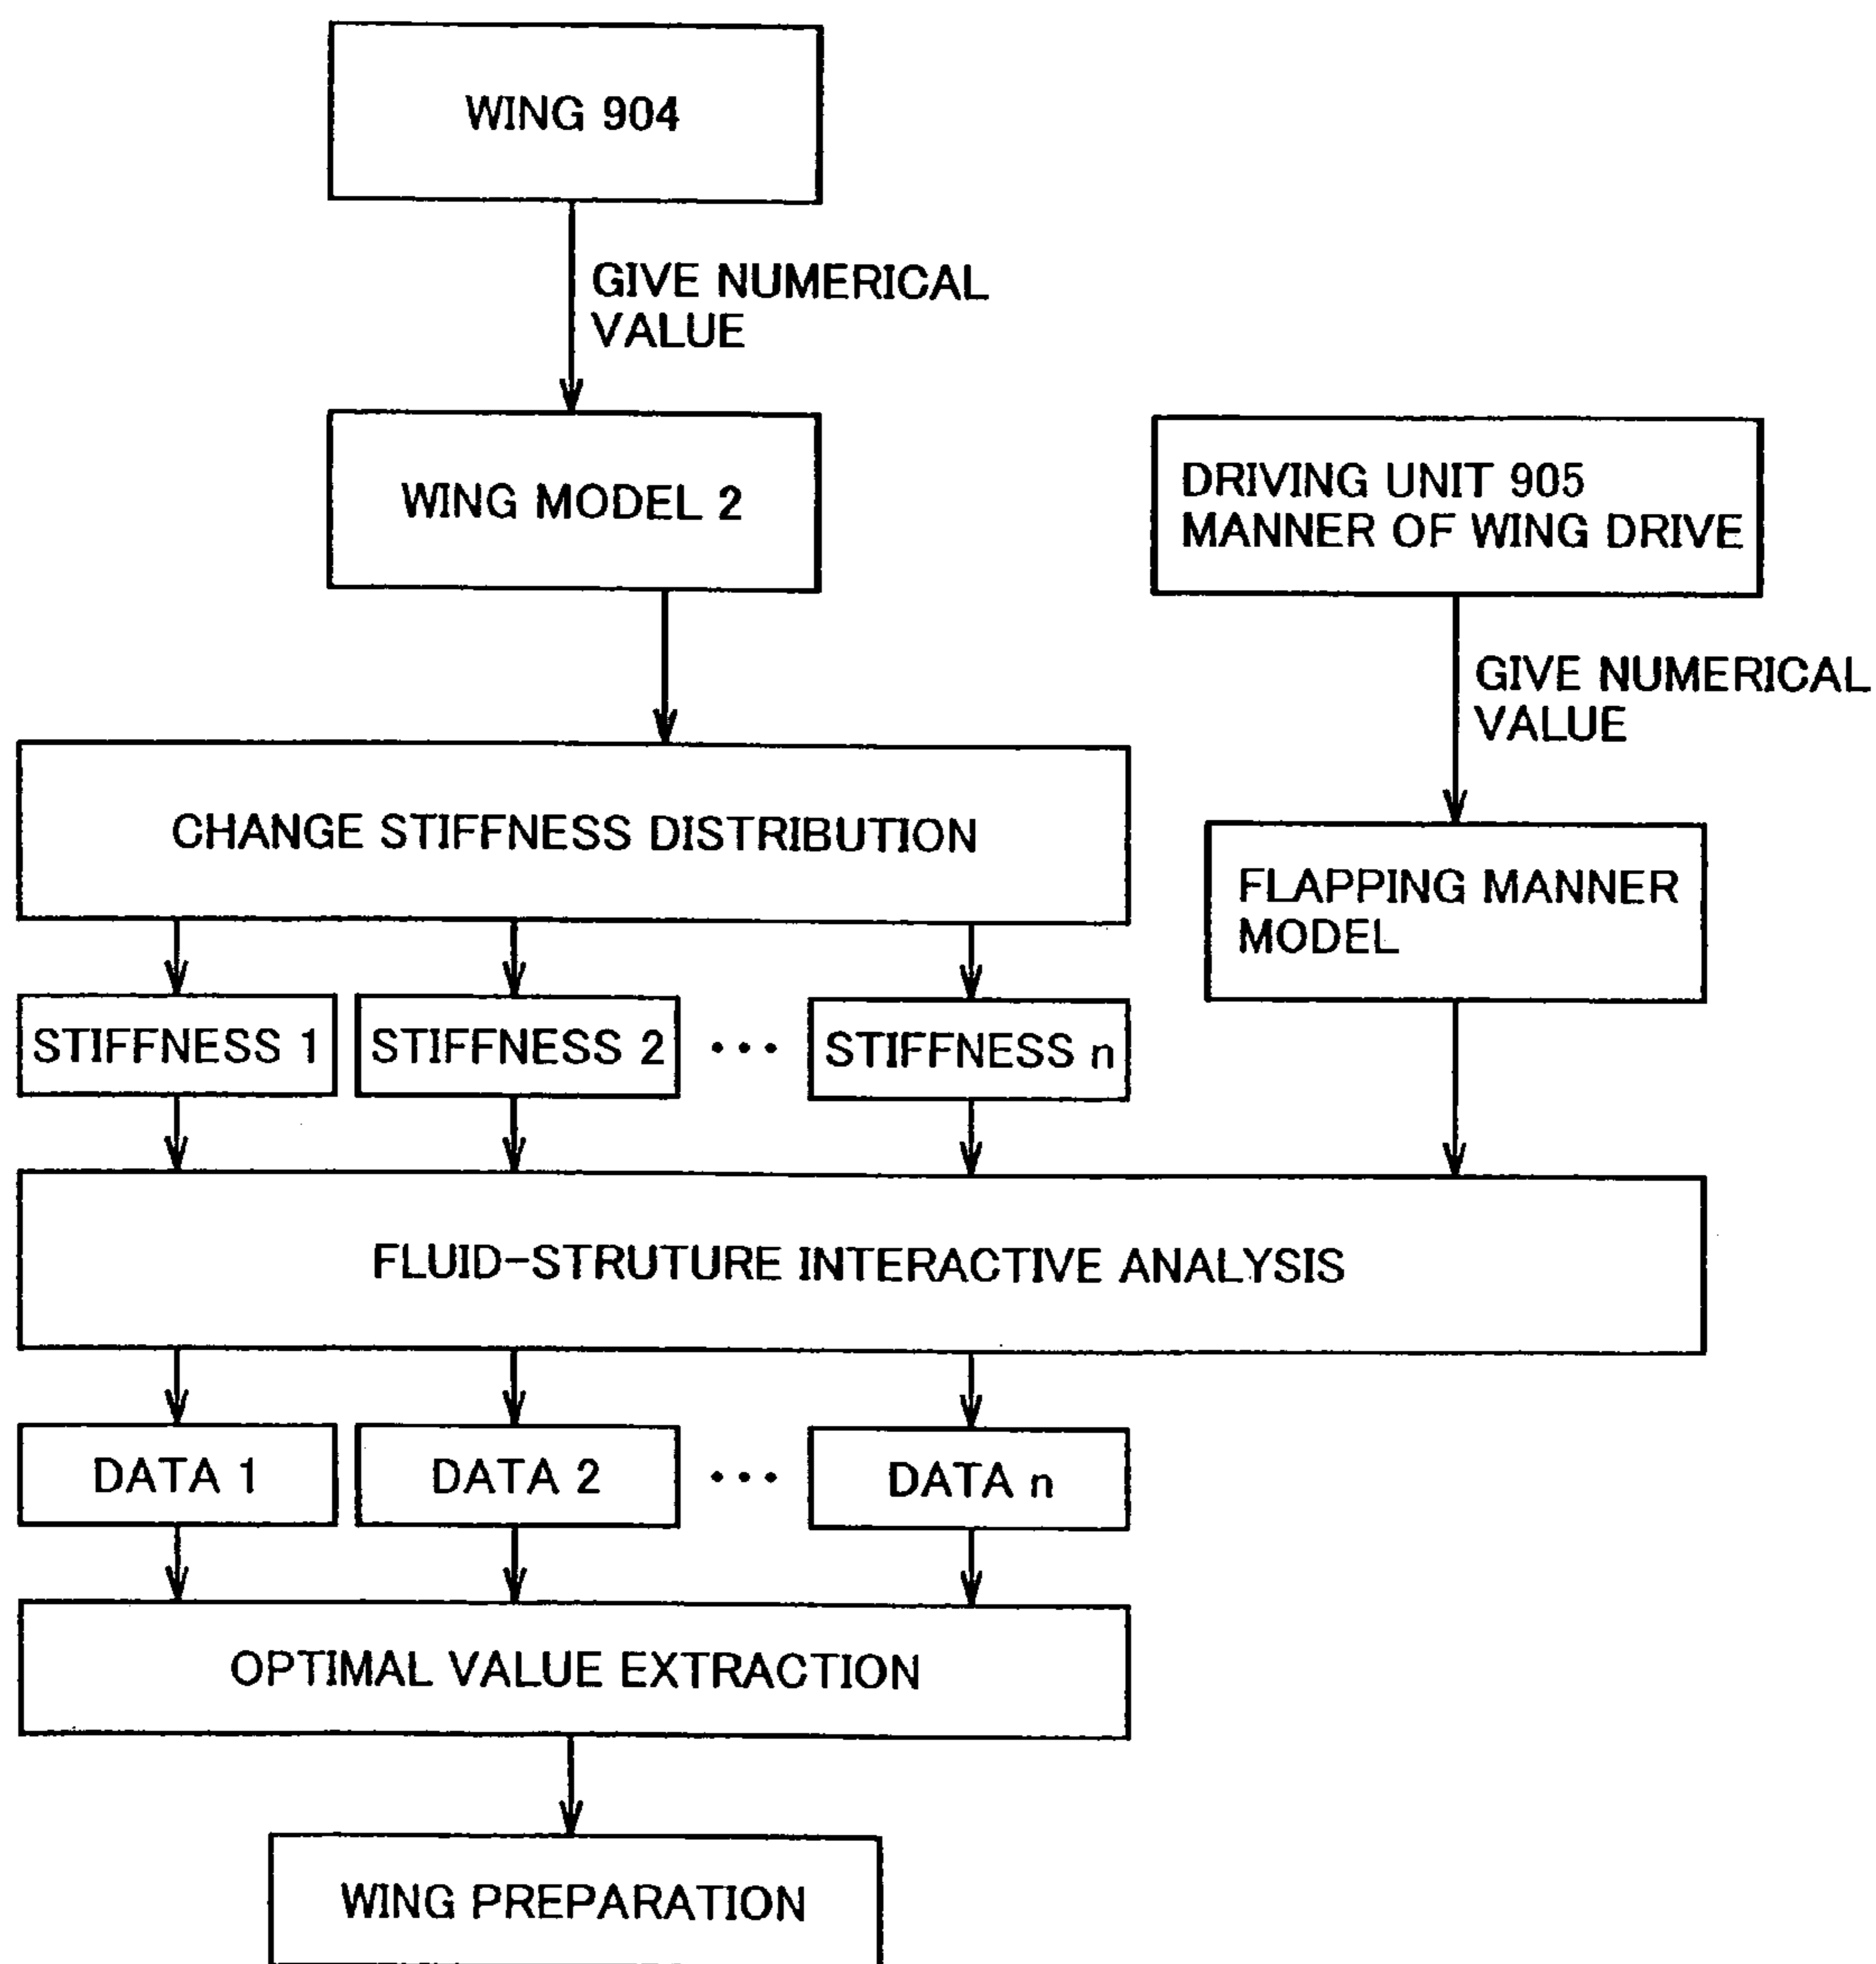 WING 904
GIVE NUMERICAL
VALUE
WING MODEL 2
DRIVING UNIT 905
MANNER OF WING DRIVE
GIVE NUMERICAL
VALUE
CHANGE STIFFNESS DISTRIBUTION
FLAPPING MANNER
MODEL
STIFFNESS 1
STIFFNESS 2
•••
STIFFNESS n
FLUID-STRUTURE INTERACTIVE ANALYSIS
DATA 1
DATA 2
•••
DATA n
OPTIMAL VALUE EXTRACTION
WING PREPARATION